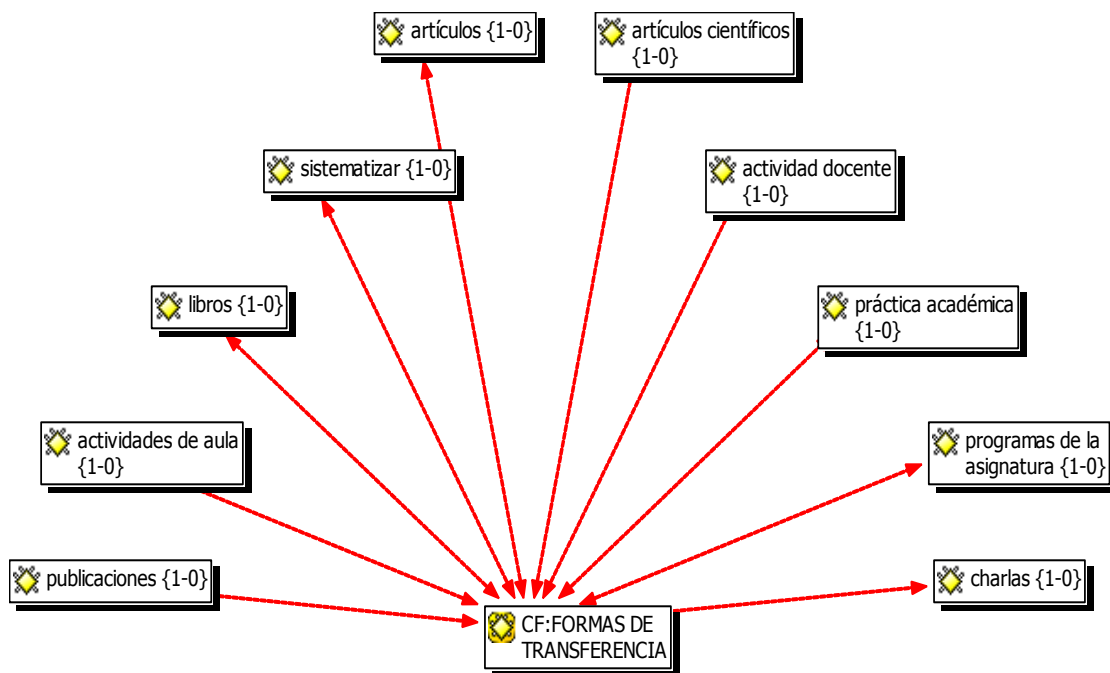 artículos {1-0}
artículos científicos
{1-0}
sistematizar {1-0}
actividad docente
{1-0}
libros {1-0}
práctica académica
{1-0}
actividades de aula
{1-0}
programas de la
asignatura {1-0}
publicaciones {1-0}
charlas {1-0}
CF:FORMAS DE
TRANSFERENCIA